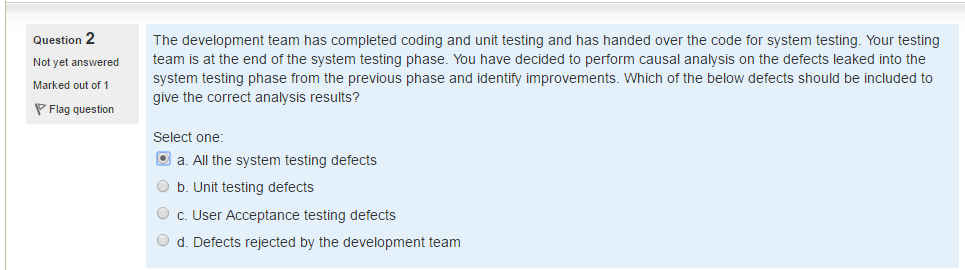 Question 2
Not yet answered
Marked out of 1
Flag question
The development team has completed coding and unit testing and has handed over the code for system testing. Your testing
team is at the end of the system testing phase. You have decided to perform causal analysis on the defects leaked into the
system testing phase from the previous phase and identify improvements. Which of the below defects should be included to
give the correct analysis results?
Select one:
a. All the system testing defects
b. Unit testing defects
c. User Acceptance testing defects
d. Defects rejected by the development team